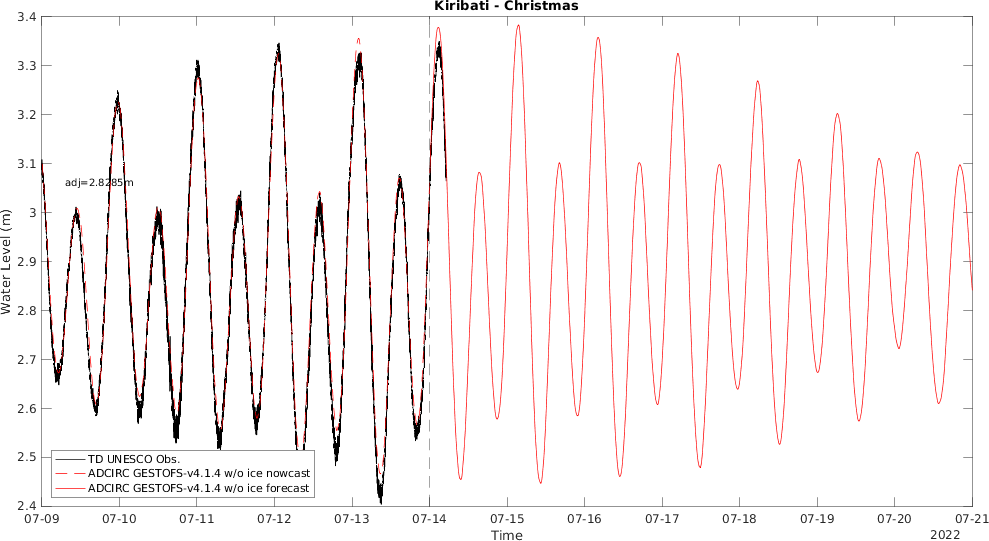 Kiribati - Christmas
3.4
3.3
3.2
3.1
3
2.9
2.8
2.7
2.6
2.5
2.4
Water Level (m)
adj=2.8285m
TD UNESCO Obs.
ADCIRC GESTOFS-v4.1.4 w/o ice nowcast
ADCIRC GESTOFS-v4.1.4 w/o ice forecast
07-09 07-10 07-11 07-12 07-13 07-14 07-15 07-16 07-17 07-18 07-19 07-20 07-21
Time
2022